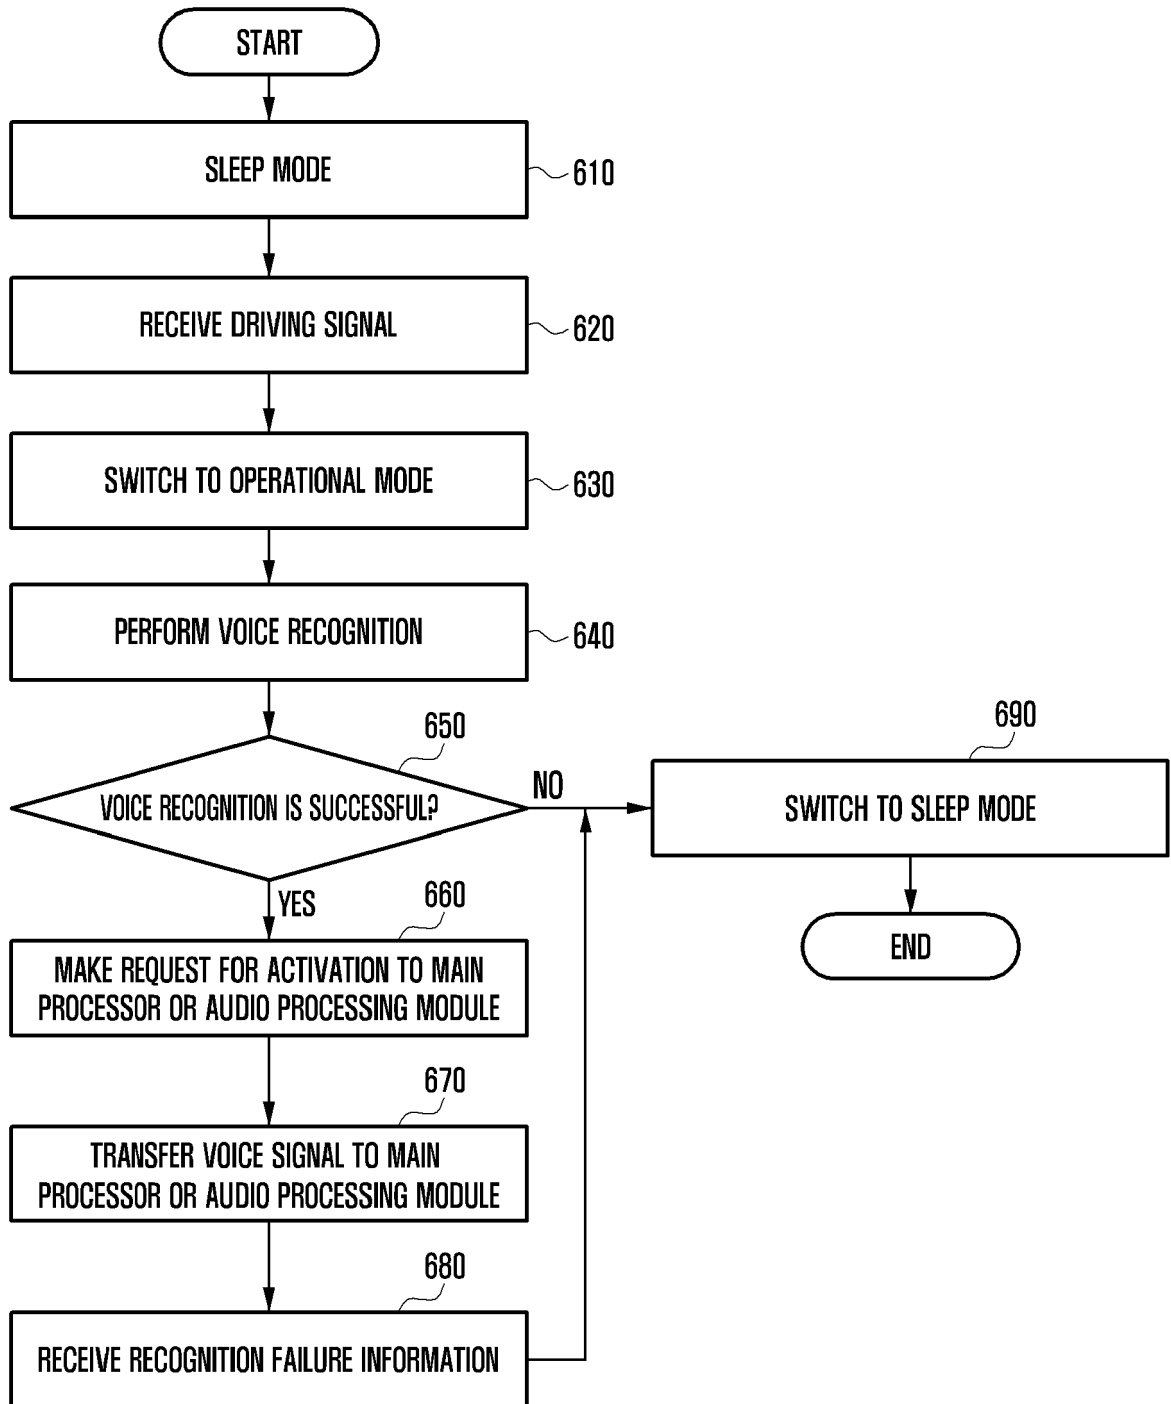 START
SLEEP MODE
610
RECEIVE DRIVING SIGNAL
620
SWITCH TO OPERATIONAL MODE
630
PERFORM VOICE RECOGNITION
640
650
VOICE RECOGNITION IS SUCCESSFUL?
NO
690
SWITCH TO SLEEP MODE
END
YES
660
MAKE REQUEST FOR ACTIVATION TO MAIN
PROCESSOR OR AUDIO PROCESSING MODULE
670
TRANSFER VOICE SIGNAL TO MAIN
PROCESSOR OR AUDIO PROCESSING MODULE
680
RECEIVE RECOGNITION FAILURE INFORMATION